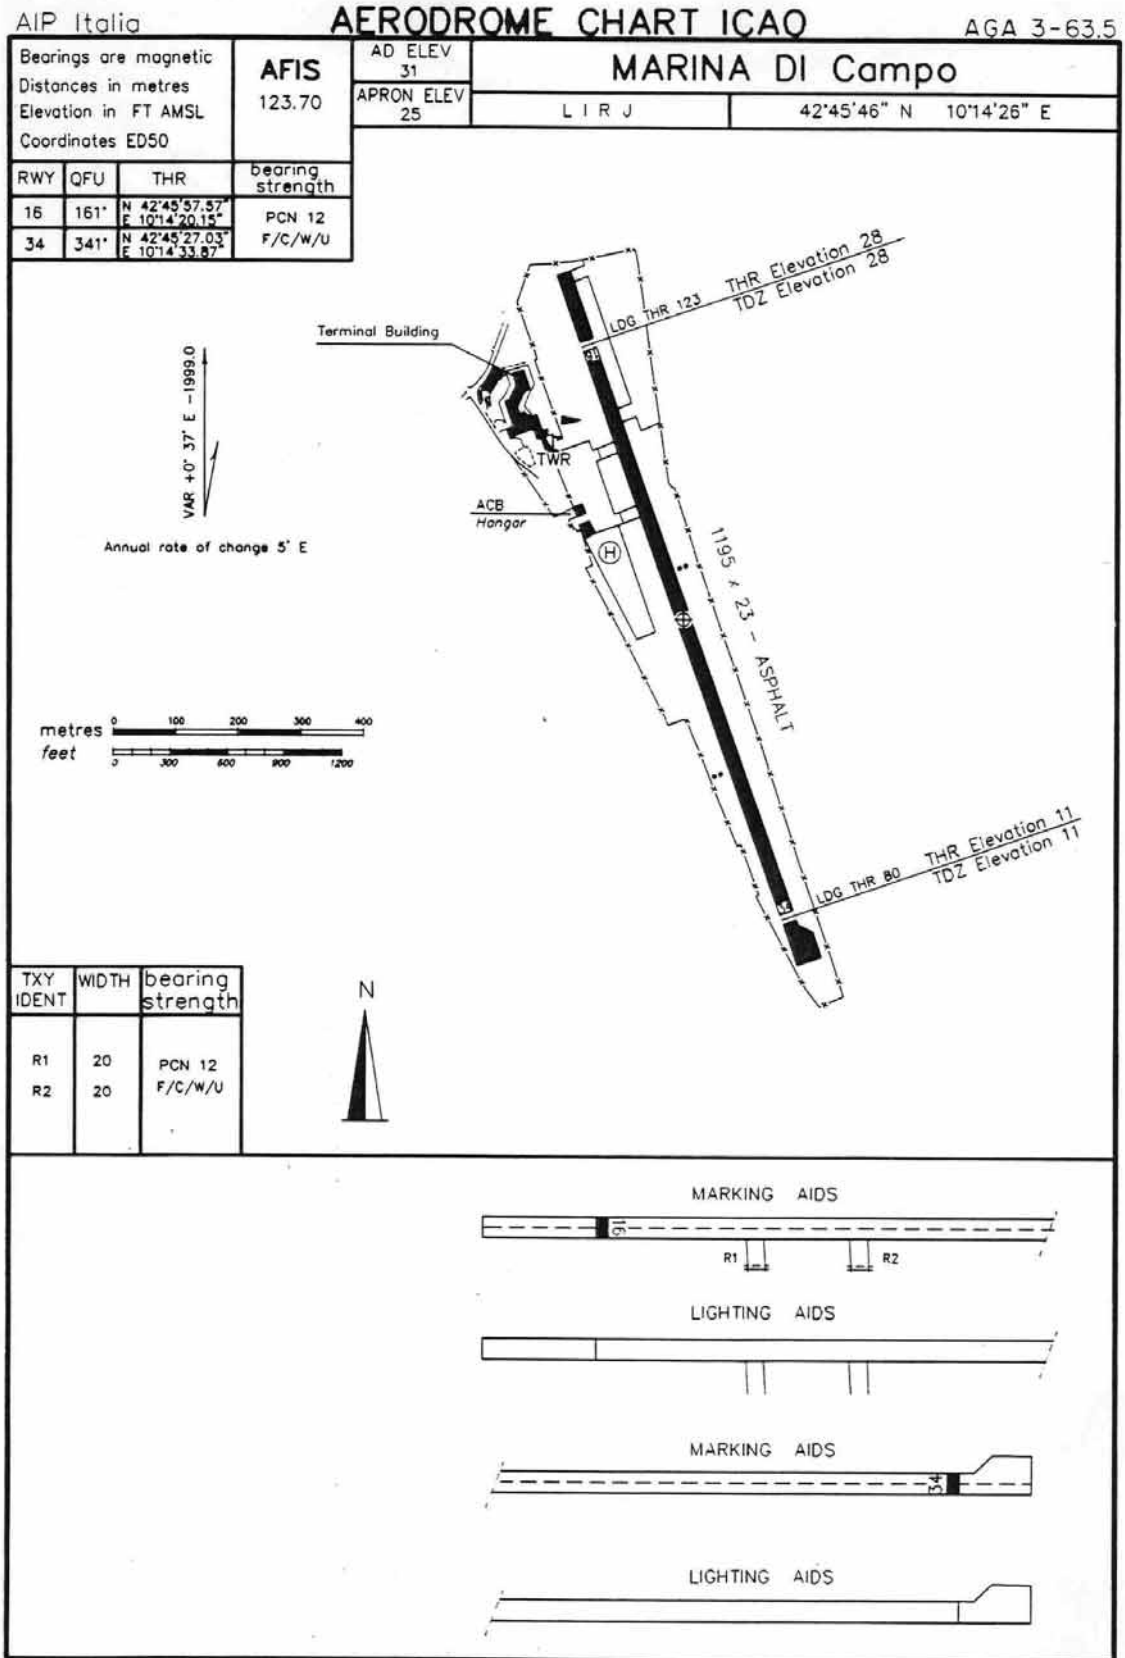 AIP Italia
AERODROME CHART ICAO
AGA 3-63.5
Bearings are magnetic
Distances in metres
Elevation in FT AMSL
Coordinates ED50
AFIS
123.70
AD ELEV
31
APRON ELEV
25
MARINA DI Campo
LIRJ
42°45'46" N 10°14'26" E
RWY QFU THR bearing strength
16 161° N 42°45'57.57" E 10°14'20.15"
34 341° N 42°45'27.03" E 10°14'33.87"
PCN 12
F/C/W/U
THR Elevation 28
TDZ Elevation 28
LDG THR 123
16
Terminal Building
VAR +0° 37' E -1999.0
Annual rate of change 5' E
TWR
ACB
Hangar
H
1195 x 23 - ASPHALT
metres
0 100 200 300 400
feet
0 300 600 900 1200
THR Elevation 11
TDZ Elevation 11
LDG THR 80
34
TXY IDENT
WIDTH
bearing strength
R1 20
R2 20
PCN 12
F/C/W/U
N
MARKING AIDS
16
R1
R2
LIGHTING AIDS
MARKING AIDS
34
LIGHTING AIDS